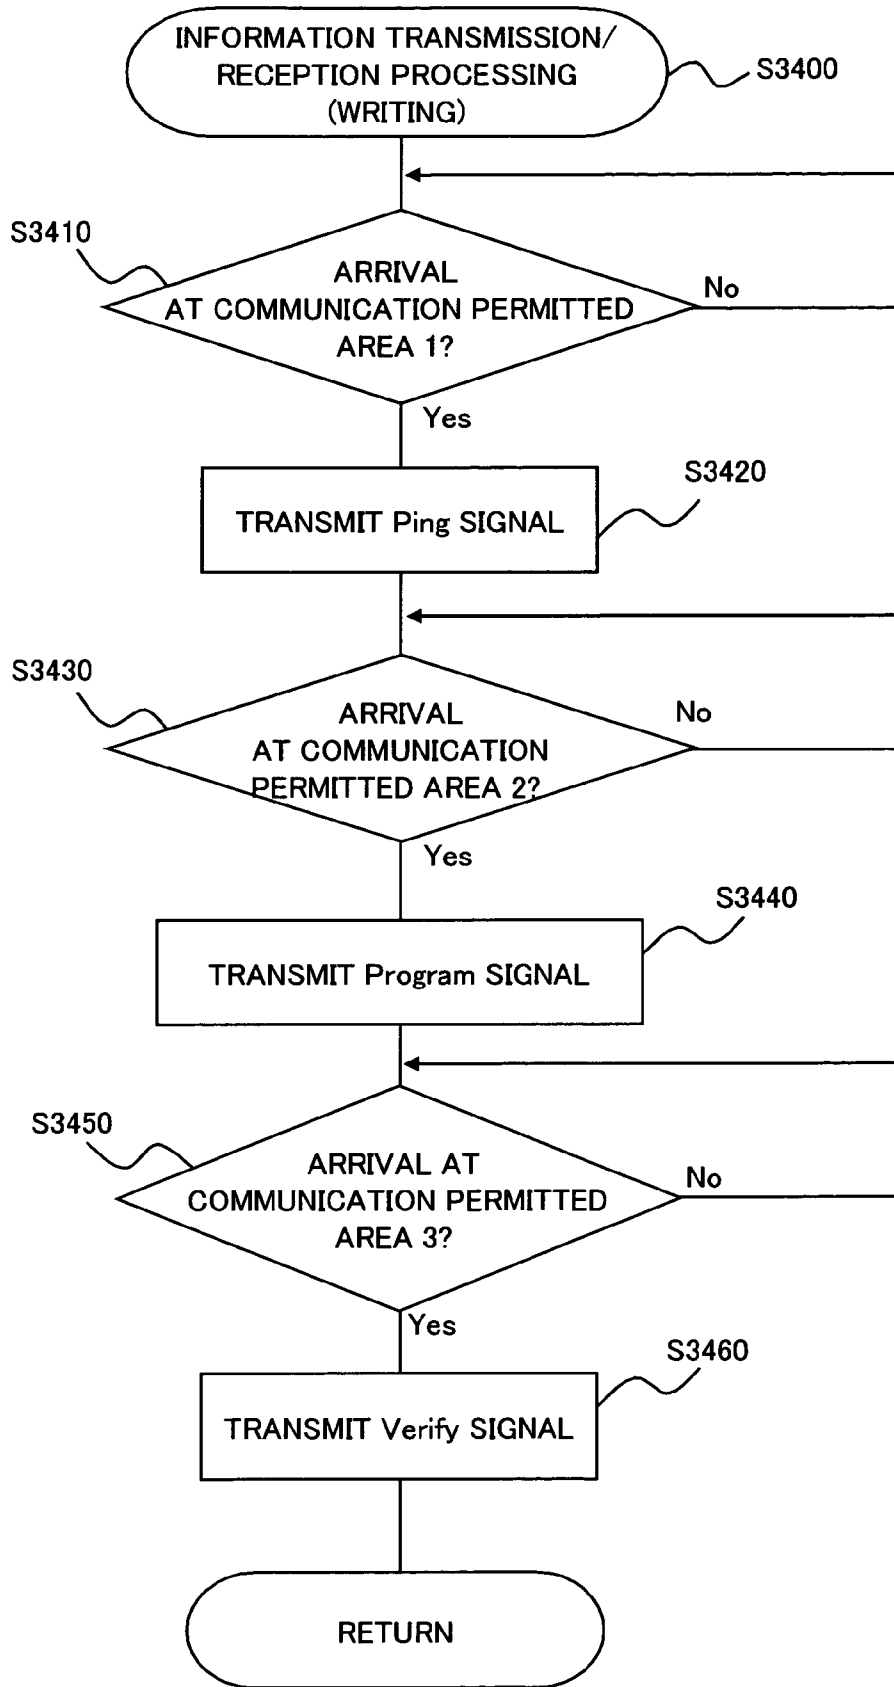 INFORMATION TRANSMISSION/
RECEPTION PROCESSING
(WRITING)
S3400
S3410
ARRIVAL
AT COMMUNICATION PERMITTED
AREA 1?
No
Yes
S3420
TRANSMIT Ping SIGNAL
S3430
ARRIVAL
AT COMMUNICATION
PERMITTED AREA 2?
No
Yes
S3440
TRANSMIT Program SIGNAL
S3450
ARRIVAL AT
COMMUNICATION PERMITTED
AREA 3?
No
Yes
S3460
TRANSMIT Verify SIGNAL
RETURN